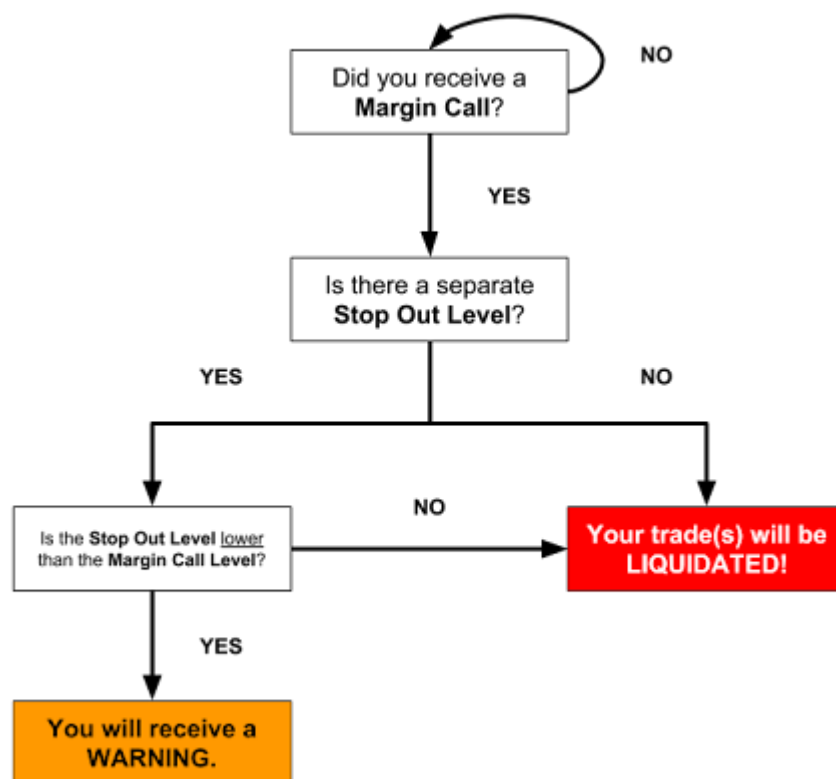 NO
Did you receive a
Margin Call?
YES
Is there a separate
Stop Out Level?
YES
NO
NO
Is the Stop Out Level lower
than the Margin Call Level?
Your trade(s) will be
LIQUIDATED!
YES
You will receive a
WARNING.